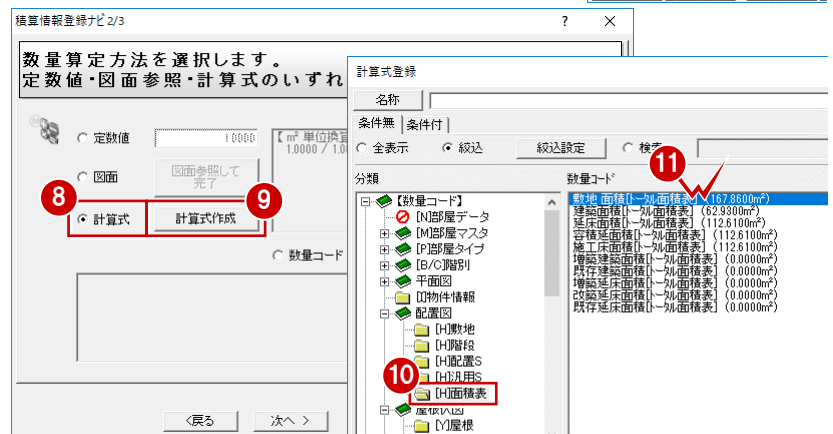 積算情報登録ナビ 2/3
数量算定方法を選択します。
定数値・図面参照・計算式のいずれ
定数値
1.0000
【 m² 単位換算
1.0000 / 1.0
図面
図面参照して
完了
8
計算式
計算式作成
9
数量コード
<戻る
次へ >
計算式登録
名称
条件無
条件付
全表示
絞込
絞込設定
検索
11
分類
【数量コード】
[N]部屋データ
[M]部屋マスタ
[P]部屋タイプ
[B/C]階別
平面図
[]物件情報
配置図
[H]敷地
[H]階段
[H]配置S
10
[H]汎用S
[H]面積表
屋根伏図
[Y]屋根
数量コード
敷地 面積[トータル面積表] (167.8600m²)
建築面積[トータル面積表] (62.9300m²)
延床面積[トータル面積表] (112.6100m²)
容積延面積[トータル面積表] (112.6100m²)
施工床面積[トータル面積表] (112.6100m²)
増築建築面積[トータル面積表] (0.0000m²)
既存建築面積[トータル面積表] (0.0000m²)
増築延床面積[トータル面積表] (0.0000m²)
改築延床面積[トータル面積表] (0.0000m²)
既存延床面積[トータル面積表] (0.0000m²)